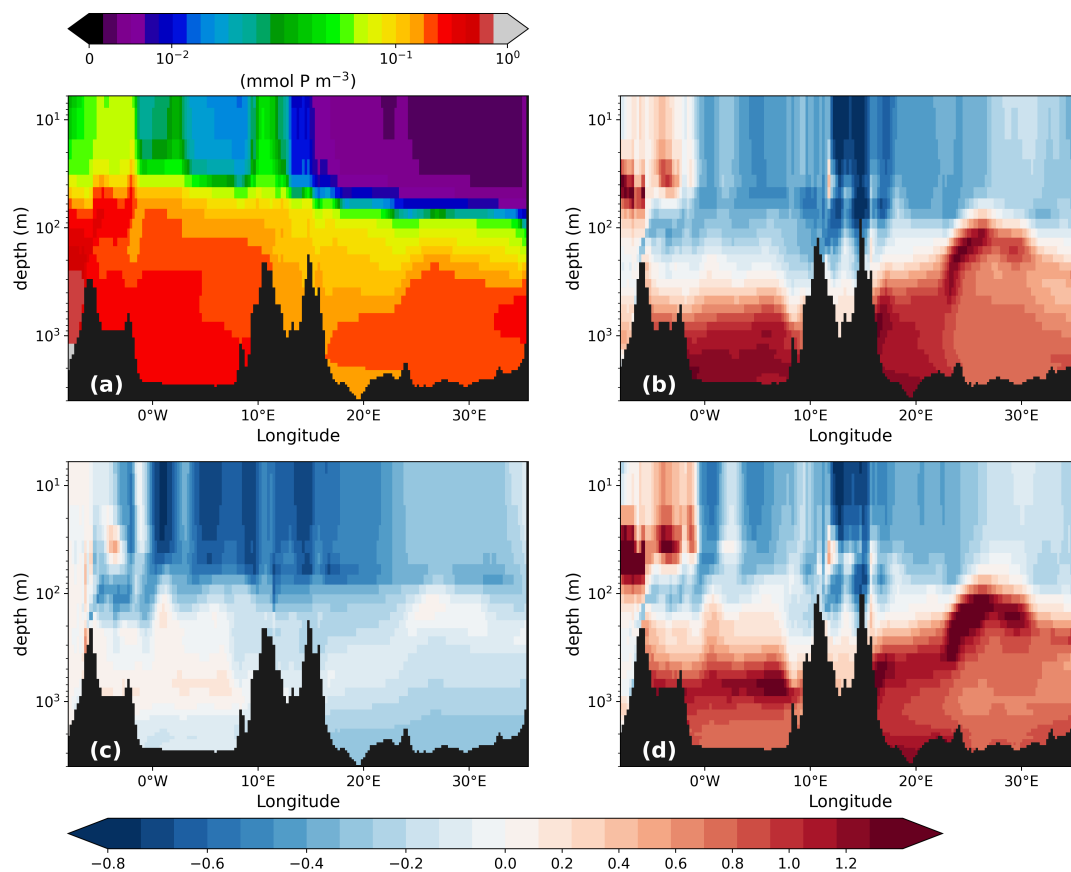 0 10⁻² 10⁻¹ 10⁰
(mmol P m⁻³)
depth (m)
10¹
10²
10³
(a)
0°W 10°E 20°E 30°E
Longitude
depth (m)
10¹
10²
10³
(b)
0°W 10°E 20°E 30°E
Longitude
depth (m)
10¹
10²
10³
(c)
0°W 10°E 20°E 30°E
Longitude
depth (m)
10¹
10²
10³
(d)
0°W 10°E 20°E 30°E
Longitude
−0.8 −0.6 −0.4 −0.2 0.0 0.2 0.4 0.6 0.8 1.0 1.2